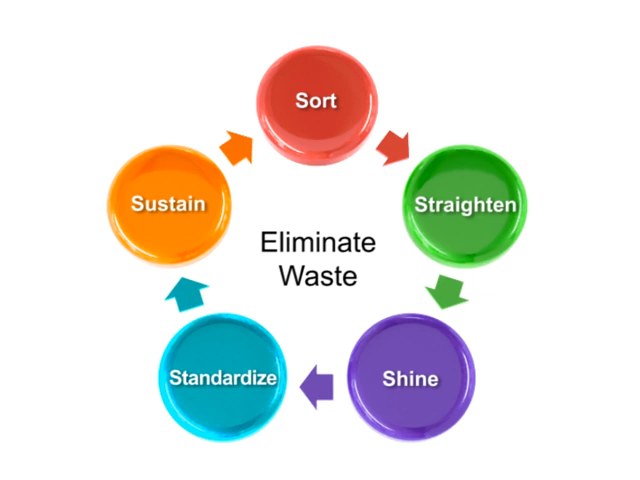 Sort
Straighten
Shine
Standardize
Sustain
Eliminate
Waste